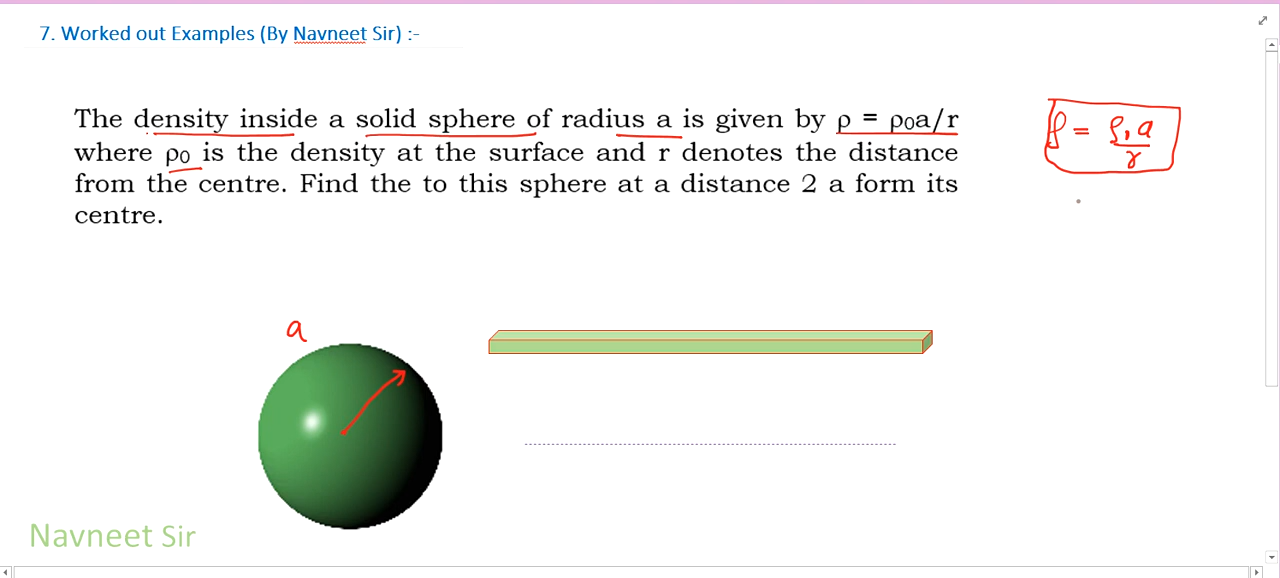 7. Worked out Examples (By Navneet Sir) :-
The density inside a solid sphere of radius a is given by ρ = ρ0a/r
where ρ0 is the density at the surface and r denotes the distance
from the centre. Find the to this sphere at a distance 2 a form its
centre.
ρ = ρ₀a
r
a
Navneet Sir